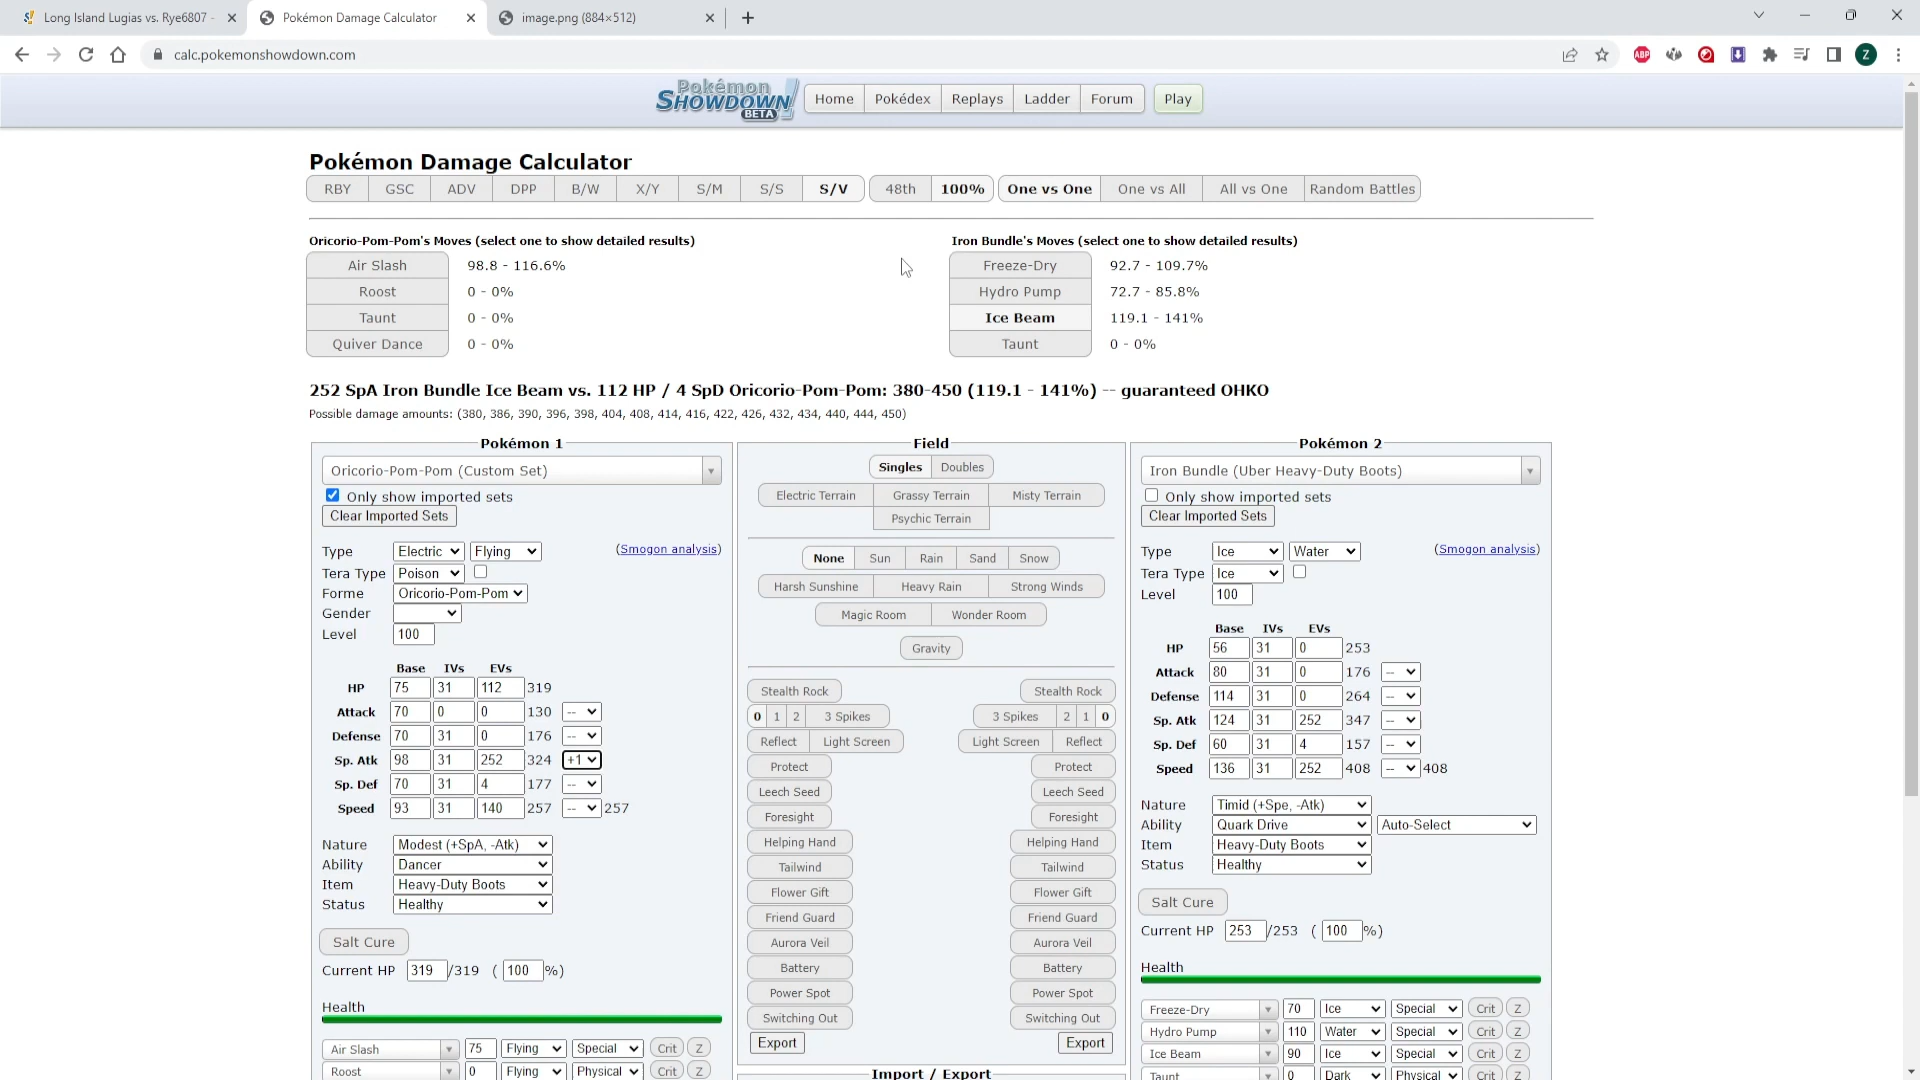 Long Island Lugias vs. Rye6807 -
Pokémon Damage Calculator
image.png (884×512)
calc.pokemonshowdown.com
ABP
Z
Pokémon SHOWDOWN! BETA
Home Pokédex Replays Ladder Forum Play
Pokémon Damage Calculator
RBY GSC ADV DPP B/W X/Y S/M S/S S/V 48th 100% One vs One One vs All All vs One Random Battles
Oricorio-Pom-Pom's Moves (select one to show detailed results)
Air Slash 98.8 - 116.6%
Roost 0 - 0%
Taunt 0 - 0%
Quiver Dance 0 - 0%
Iron Bundle's Moves (select one to show detailed results)
Freeze-Dry 92.7 - 109.7%
Hydro Pump 72.7 - 85.8%
Ice Beam 119.1 - 141%
Taunt 0 - 0%
252 SpA Iron Bundle Ice Beam vs. 112 HP / 4 SpD Oricorio-Pom-Pom: 380-450 (119.1 - 141%) -- guaranteed OHKO
Possible damage amounts: (380, 386, 390, 396, 398, 404, 408, 414, 416, 422, 426, 432, 434, 440, 444, 450)
Pokémon 1
Oricorio-Pom-Pom (Custom Set)
Only show imported sets
Clear Imported Sets
Type Electric Flying (Smogon analysis)
Tera Type Poison
Forme Oricorio-Pom-Pom
Gender
Level 100
Base IVs EVs
HP 75 31 112 319
Attack 70 0 0 130 --
Defense 70 31 0 176 --
Sp. Atk 98 31 252 324 +1
Sp. Def 70 31 4 177 --
Speed 93 31 140 257 -- 257
Nature Modest (+SpA, -Atk)
Ability Dancer
Item Heavy-Duty Boots
Status Healthy
Salt Cure
Current HP 319 /319 ( 100 %)
Health
Air Slash 75 Flying Special Crit Z
Roost 0 Flying Physical Crit Z
Field
Singles Doubles
Electric Terrain Grassy Terrain Misty Terrain
Psychic Terrain
None Sun Rain Sand Snow
Harsh Sunshine Heavy Rain Strong Winds
Magic Room Wonder Room
Gravity
Stealth Rock Stealth Rock
0 1 2 3 Spikes 3 Spikes 2 1 0
Reflect Light Screen Light Screen Reflect
Protect Protect
Leech Seed Leech Seed
Foresight Foresight
Helping Hand Helping Hand
Tailwind Tailwind
Flower Gift Flower Gift
Friend Guard Friend Guard
Aurora Veil Aurora Veil
Battery Battery
Power Spot Power Spot
Switching Out Switching Out
Export Export
Import / Export
Pokémon 2
Iron Bundle (Uber Heavy-Duty Boots)
Only show imported sets
Clear Imported Sets
Type Ice Water (Smogon analysis)
Tera Type Ice
Level 100
Base IVs EVs
HP 56 31 0 253
Attack 80 31 0 176 --
Defense 114 31 0 264 --
Sp. Atk 124 31 252 347 --
Sp. Def 60 31 4 157 --
Speed 136 31 252 408 -- 408
Nature Timid (+Spe, -Atk)
Ability Quark Drive Auto-Select
Item Heavy-Duty Boots
Status Healthy
Salt Cure
Current HP 253 /253 ( 100 %)
Health
Freeze-Dry 70 Ice Special Crit Z
Hydro Pump 110 Water Special Crit Z
Ice Beam 90 Ice Special Crit Z
Taunt 0 Dark Physical Crit Z